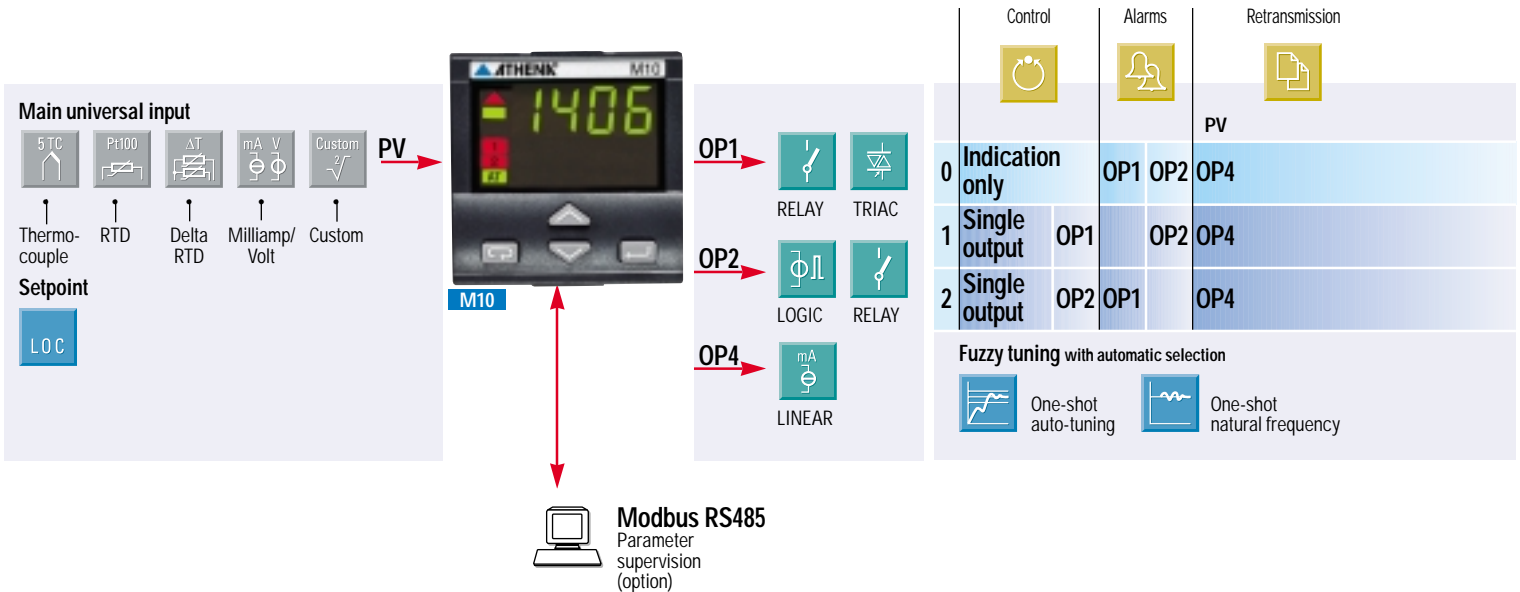 Main universal input
5 TC
Pt100
ΔT
mA V
Custom
2√
Thermo-
couple
RTD
Delta
RTD
Milliamp/
Volt
Custom
Setpoint
LOC
PV
ATHENA
M10
1406
1
2
AT
M10
Modbus RS485
Parameter
supervision
(option)
OP1
RELAY
TRIAC
OP2
LOGIC
RELAY
OP4
mA
LINEAR
Control
Alarms
Retransmission
PV
0 Indication only OP1 OP2 OP4
1 Single output OP1 OP2 OP4
2 Single output OP2 OP1 OP4
Fuzzy tuning with automatic selection
One-shot
auto-tuning
One-shot
natural frequency